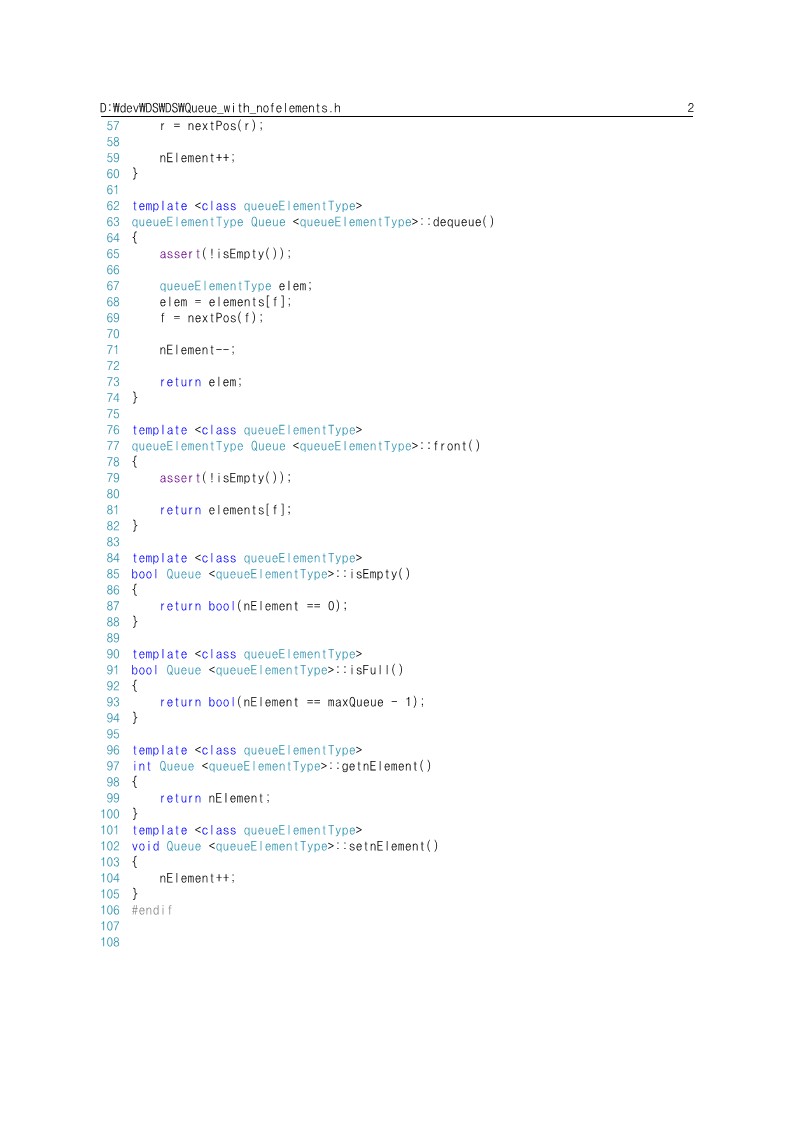 D:₩dev₩DS₩DS₩Queue_with_nofelements.h 2
57     r = nextPos(r);
58
59     nElement++;
60 }
61
62 template <class queueElementType>
63 queueElementType Queue <queueElementType>::dequeue()
64 {
65     assert(!isEmpty());
66
67     queueElementType elem;
68     elem = elements[f];
69     f = nextPos(f);
70
71     nElement--;
72
73     return elem;
74 }
75
76 template <class queueElementType>
77 queueElementType Queue <queueElementType>::front()
78 {
79     assert(!isEmpty());
80
81     return elements[f];
82 }
83
84 template <class queueElementType>
85 bool Queue <queueElementType>::isEmpty()
86 {
87     return bool(nElement == 0);
88 }
89
90 template <class queueElementType>
91 bool Queue <queueElementType>::isFull()
92 {
93     return bool(nElement == maxQueue - 1);
94 }
95
96 template <class queueElementType>
97 int Queue <queueElementType>::getnElement()
98 {
99     return nElement;
100 }
101 template <class queueElementType>
102 void Queue <queueElementType>::setnElement()
103 {
104     nElement++;
105 }
106 #endif
107
108